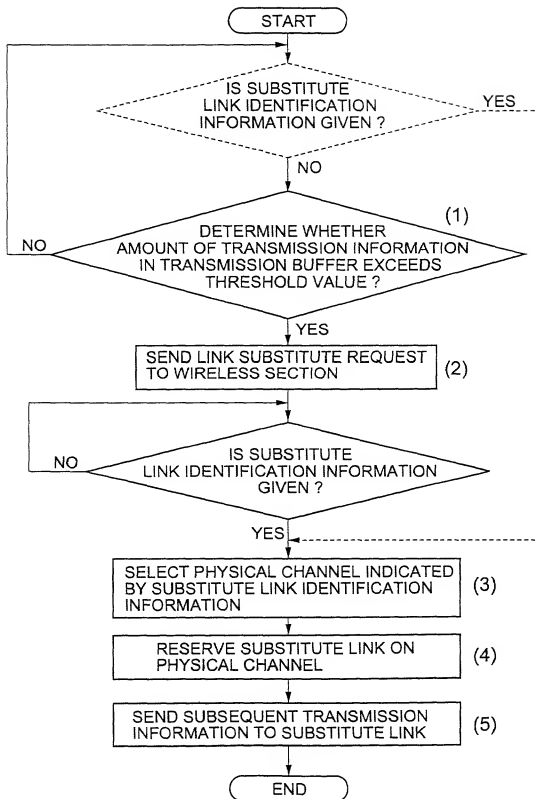 START
IS SUBSTITUTE
LINK IDENTIFICATION
INFORMATION GIVEN ?
YES
NO
(1)
DETERMINE WHETHER
AMOUNT OF TRANSMISSION INFORMATION
IN TRANSMISSION BUFFER EXCEEDS
THRESHOLD VALUE ?
NO
YES
SEND LINK SUBSTITUTE REQUEST
TO WIRELESS SECTION
(2)
IS SUBSTITUTE
LINK IDENTIFICATION INFORMATION
GIVEN ?
NO
YES
SELECT PHYSICAL CHANNEL INDICATED
BY SUBSTITUTE LINK IDENTIFICATION
INFORMATION
(3)
RESERVE SUBSTITUTE LINK ON
PHYSICAL CHANNEL
(4)
SEND SUBSEQUENT TRANSMISSION
INFORMATION TO SUBSTITUTE LINK
(5)
END